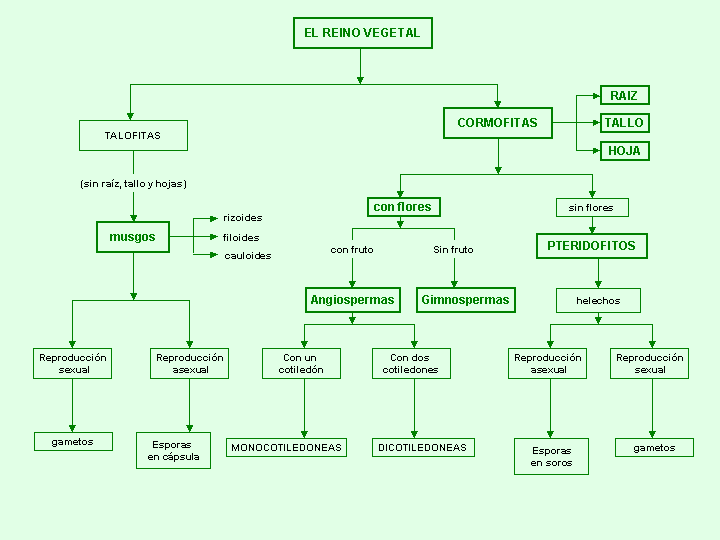 EL REINO VEGETAL
TALOFITAS
CORMOFITAS
RAIZ
TALLO
HOJA
(sin raíz, tallo y hojas)
con flores
sin flores
musgos
rizoides
filoides
cauloides
con fruto
Sin fruto
PTERIDOFITOS
Angiospermas
Gimnospermas
helechos
Reproducción
sexual
Reproducción
asexual
Con un
cotiledón
Con dos
cotiledones
Reproducción
asexual
Reproducción
sexual
gametos
Esporas
en cápsula
MONOCOTILEDONEAS
DICOTILEDONEAS
Esporas
en soros
gametos